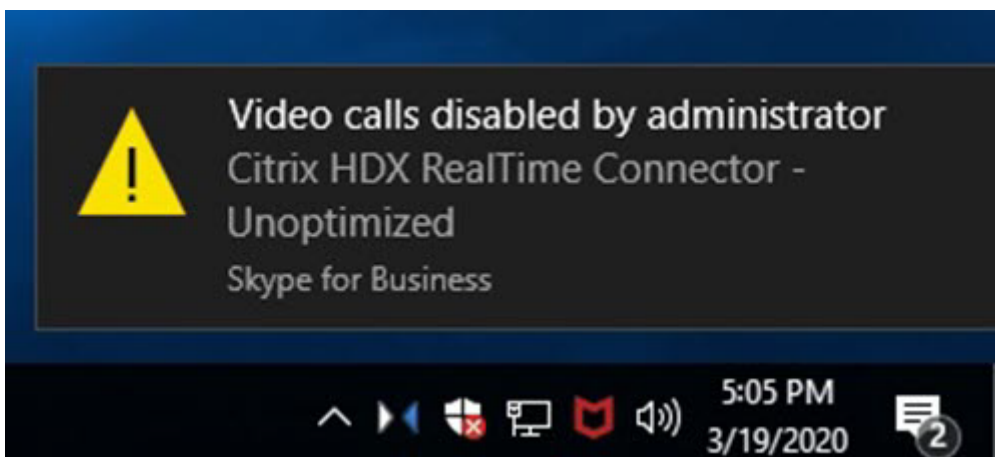 Video calls disabled by administrator
Citrix HDX RealTime Connector -
Unoptimized
Skype for Business
5:05 PM
3/19/2020
2